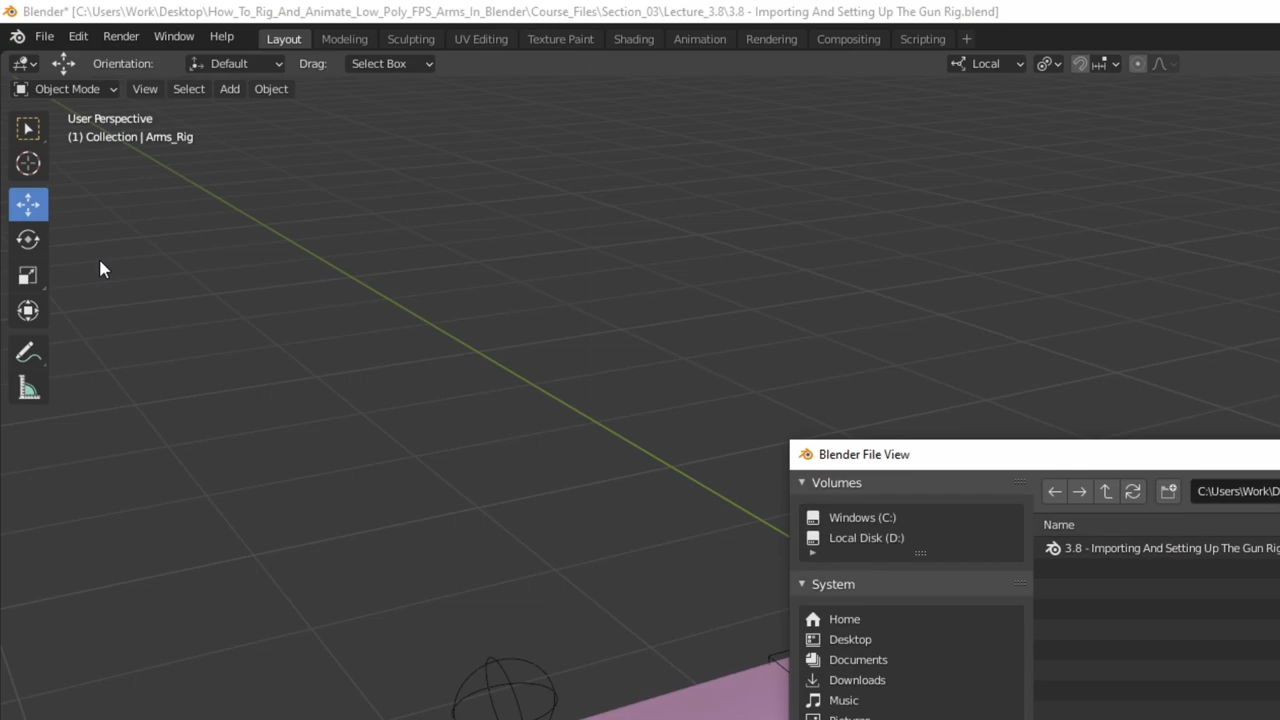 Blender* [C:\Users\Work\Desktop\How_To_Rig_And_Animate_Low_Poly_FPS_Arms_In_Blender\Course_Files\Section_03\Lecture_3.8\3.8 - Importing And Setting Up The Gun Rig.blend]
File Edit Render Window Help Layout Modeling Sculpting UV Editing Texture Paint Shading Animation Rendering Compositing Scripting +
Orientation: Default Drag: Select Box Local
Object Mode View Select Add Object
User Perspective
(1) Collection | Arms_Rig
Blender File View
Volumes
C:\Users\Work\D
Windows (C:)
Name
Local Disk (D:)
3.8 - Importing And Setting Up The Gun Rig
System
Home
Desktop
Documents
Downloads
Music
Pictures